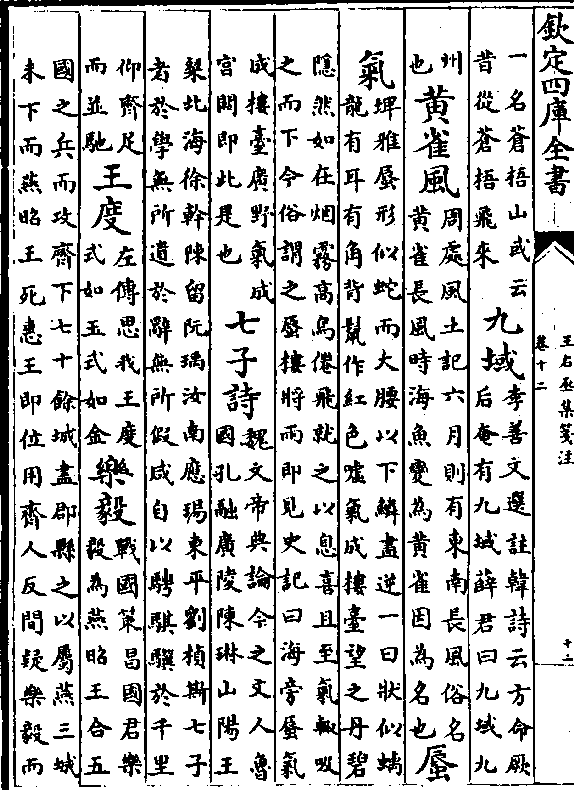 欽定四庫全書
王右丞集箋注
卷十二
十二
一名蒼梧山或云
昔從蒼梧飛來
九域
李善文選註韓詩云方命厥
后奄有九域薛君曰九域九
州
也
黄雀風
周處風土記六月則有東南長風俗名
黄雀長風時海魚變為黄雀因為名也
蜃
氣
埤雅蜃形似蛇而大腰以下鱗盡逆一曰狀似螭
龍有耳有角背鬛作紅色噓氣成樓臺望之丹碧
隱然如在烟霧高鳥倦飛就之以息喜且至氣輙吸
之而下今俗謂之蜃樓將雨即見史記曰海旁蜃氣
成樓臺廣野氣成
宫闕即此是也
七子詩
魏文帝典論今之文人魯
國孔融廣陵陳琳山陽王
粲北海徐幹陳留阮瑀汝南應瑒東平劉楨斯七子
者於學無所遺於辭無所假咸自以騁騏驥於千里
仰齊足
而並馳
王度
左傳思我王度
式如玉式如金
樂毅
戰國策昌國君樂
毅為燕昭王合五
國之兵而攻齊下七十餘城盡郡縣之以屬燕三城
未下而燕昭王死惠王即位用齊人反間疑樂毅而